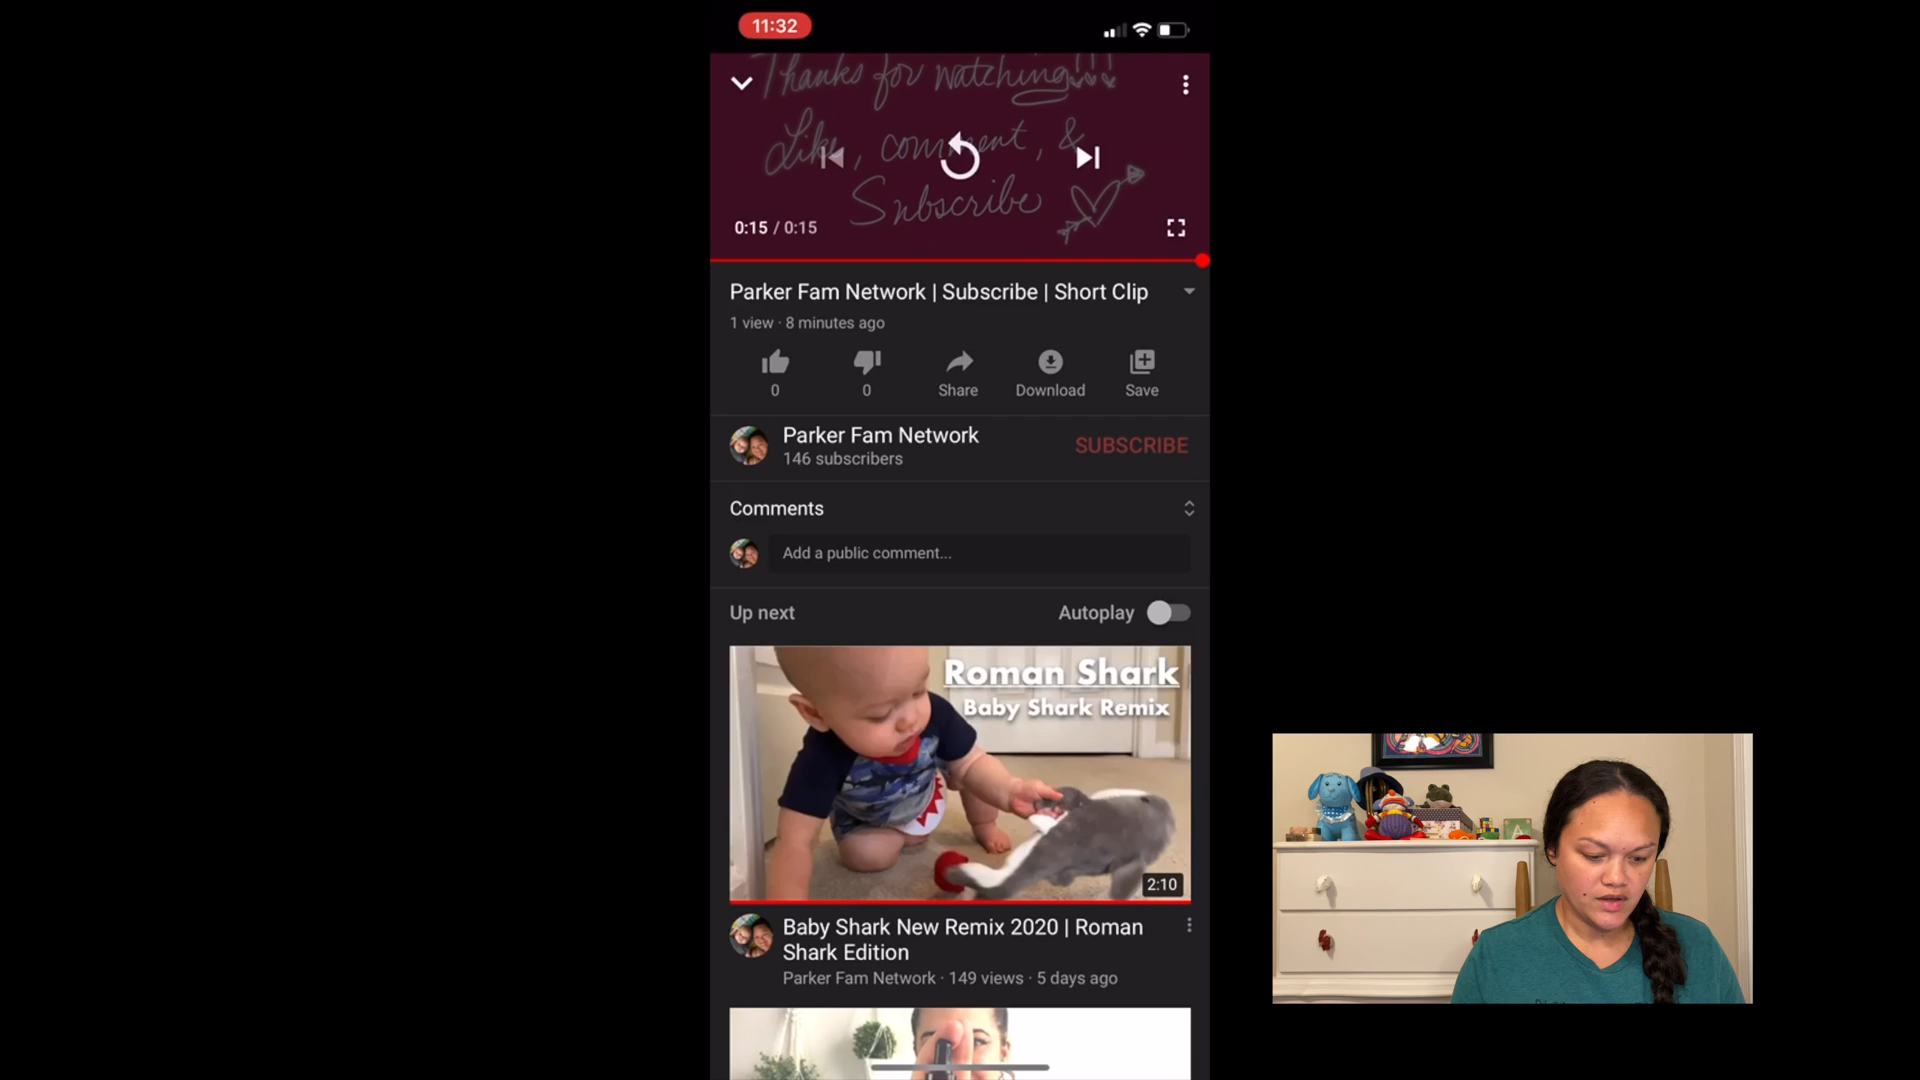 11:32
Thanks for watching!!!
Like, comment, &
Subscribe
0:15 / 0:15
Parker Fam Network | Subscribe | Short Clip
1 view · 8 minutes ago
0
0
Share
Download
Save
Parker Fam Network
146 subscribers
SUBSCRIBE
Comments
Add a public comment...
Up next
Autoplay
Roman Shark
Baby Shark Remix
2:10
Baby Shark New Remix 2020 | Roman
Shark Edition
Parker Fam Network · 149 views · 5 days ago
A